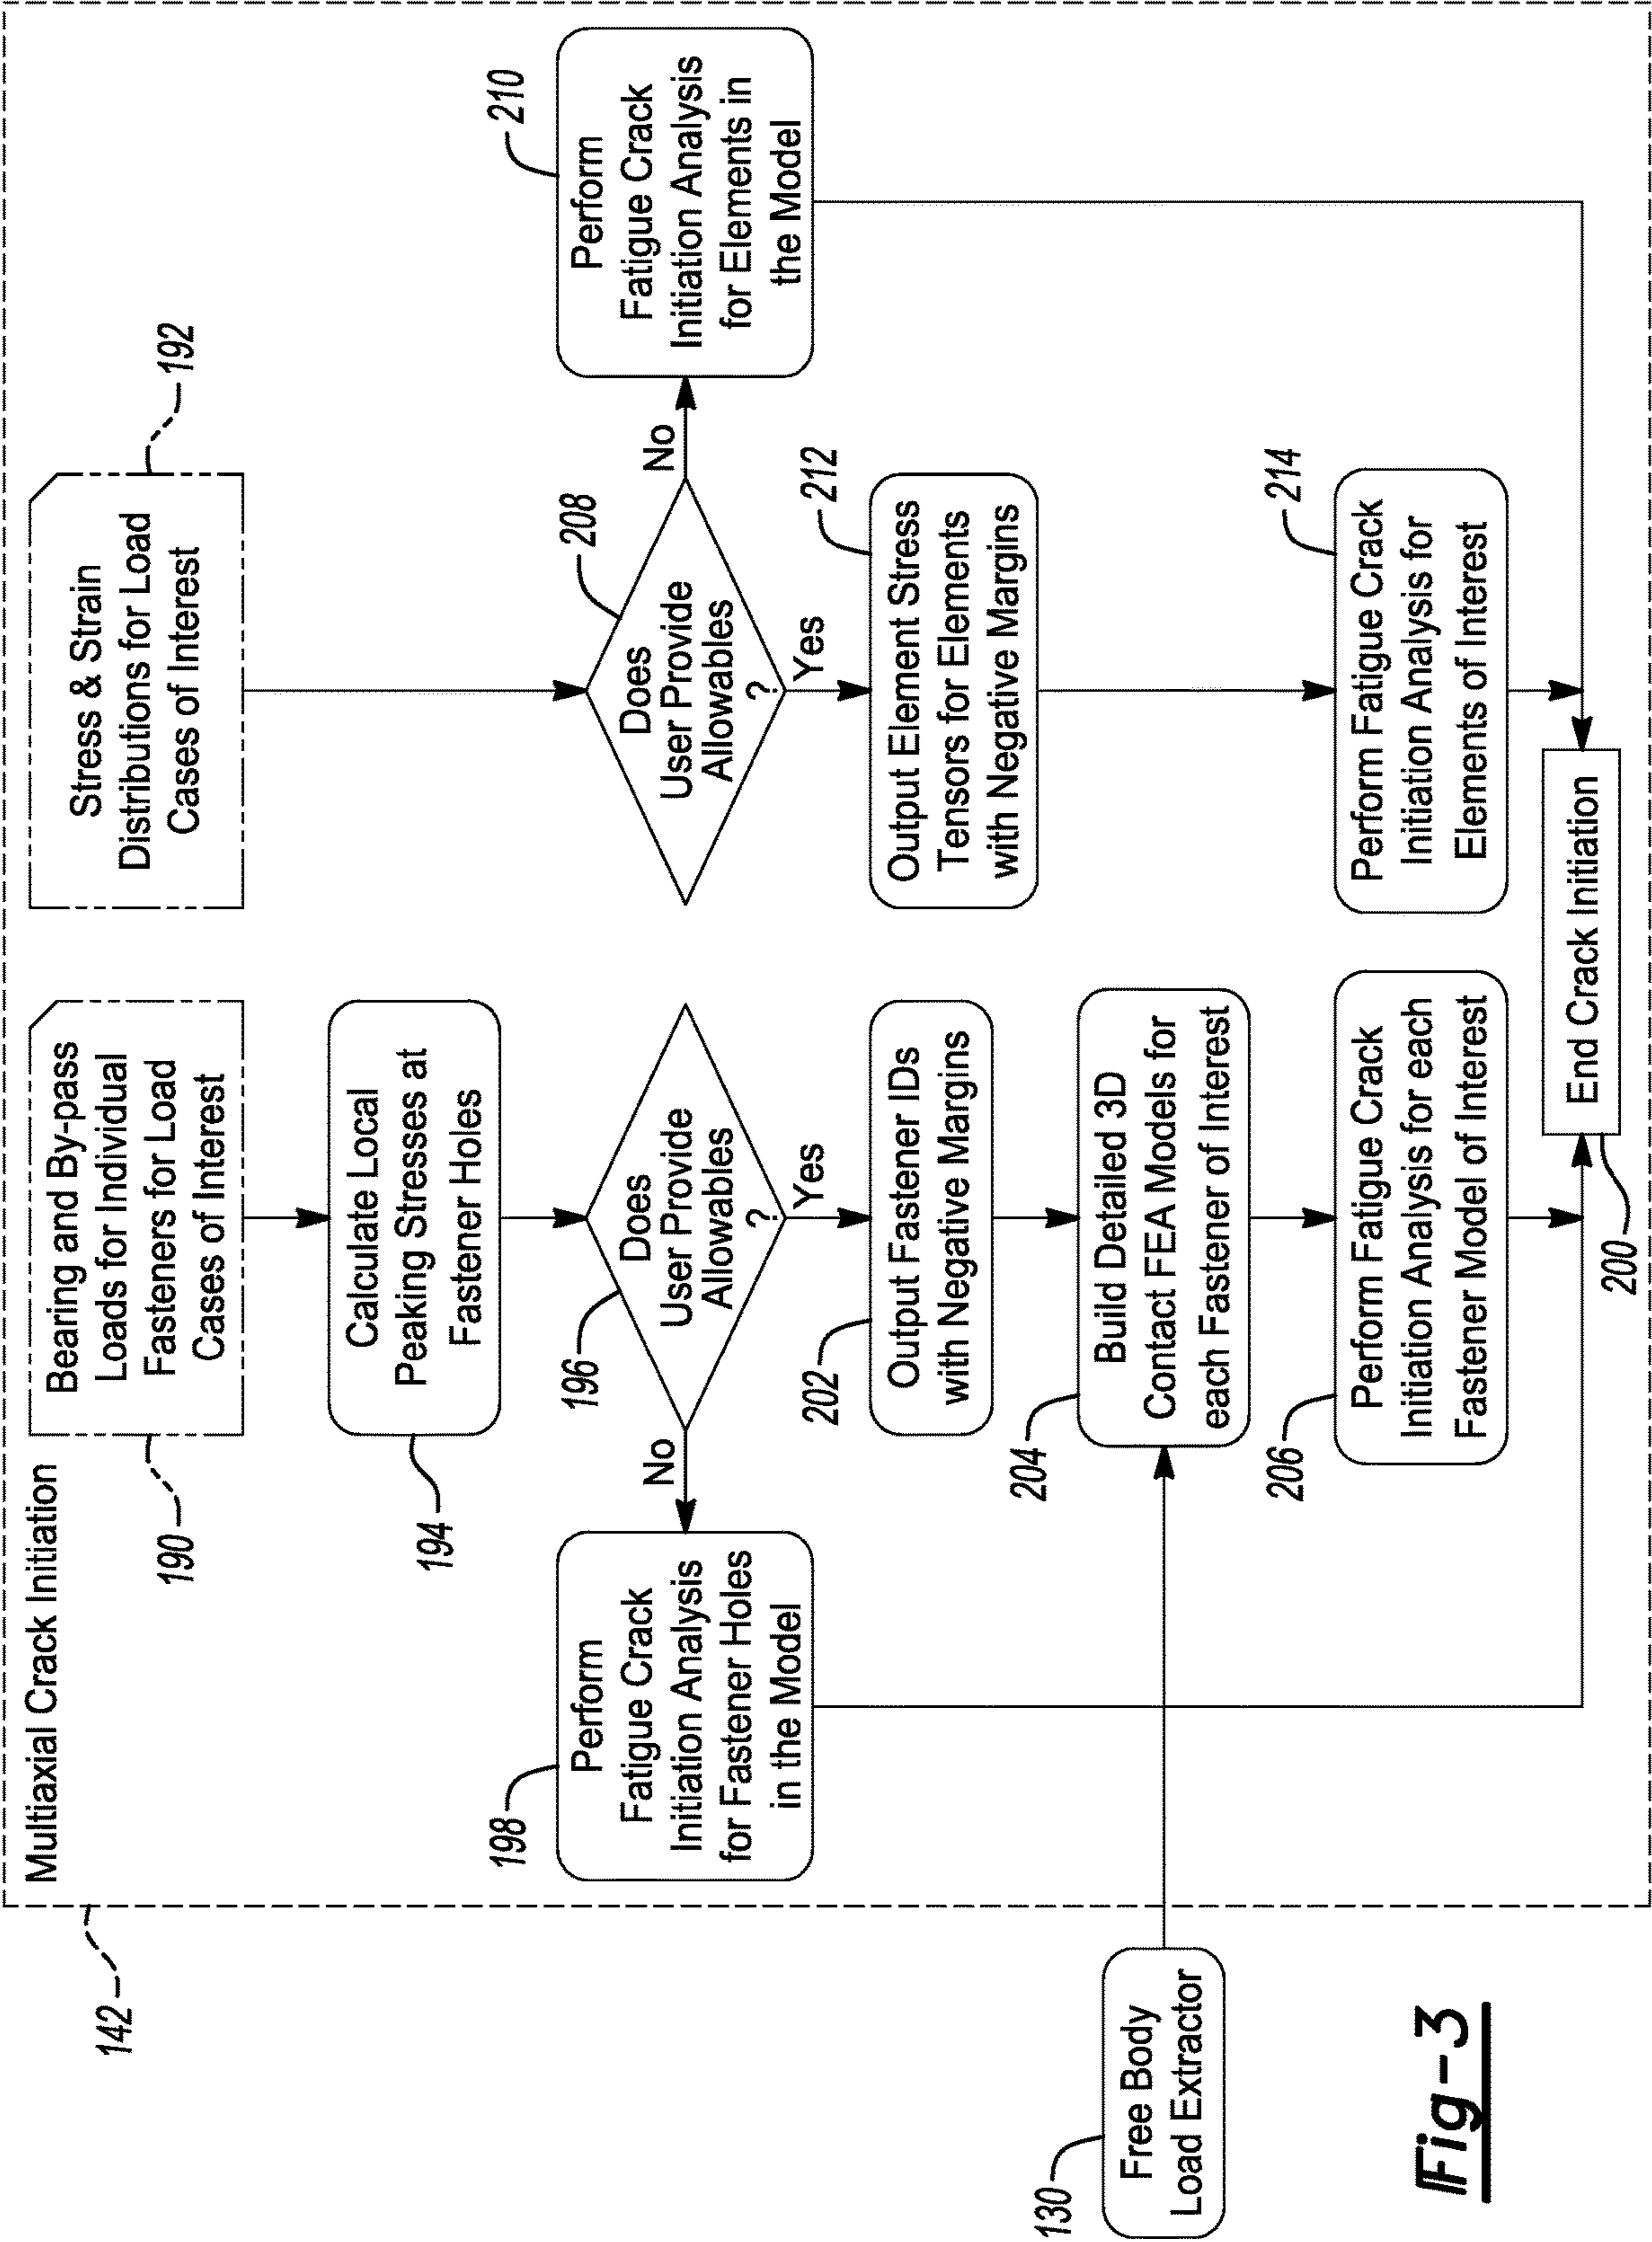 142
Multiaxial Crack Initiation
190
Bearing and By-pass
Loads for Individual
Fasteners for Load
Cases of Interest
Stress & Strain
Distributions for Load
Cases of Interest
192
194
Calculate Local
Peaking Stresses at
Fastener Holes
198
Perform
Fatigue Crack
Initiation Analysis
for Fastener Holes
in the Model
No
196
Does
User Provide
Allowables
?
Yes
208
Does
User Provide
Allowables
?
Yes
No
210
Perform
Fatigue Crack
Initiation Analysis
for Elements in
the Model
202
Output Fastener IDs
with Negative Margins
212
Output Element Stress
Tensors for Elements
with Negative Margins
130
Free Body
Load Extractor
204
Build Detailed 3D
Contact FEA Models for
each Fastener of Interest
206
Perform Fatigue Crack
Initiation Analysis for each
Fastener Model of Interest
214
Perform Fatigue Crack
Initiation Analysis for
Elements of Interest
200
End Crack Initiation
Fig-3